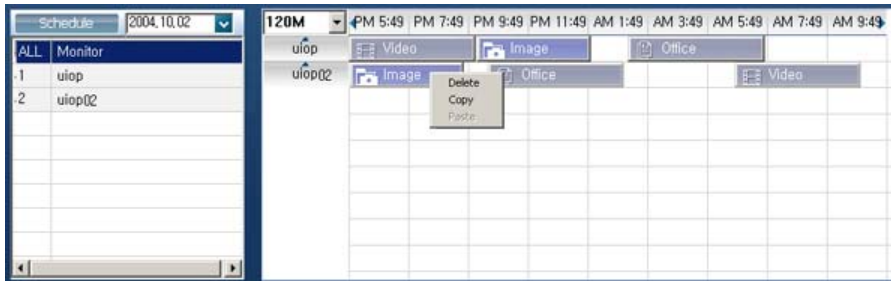 Schedule 2004,10,02
ALL Monitor
1 uiop
2 uiop02
120M PM 5:49 PM 7:49 PM 9:49 PM 11:49 AM 1:49 AM 3:49 AM 5:49 AM 7:49 AM 9:49
uiop Video Image Office
uiop02 Image Office Video
Delete
Copy
Paste